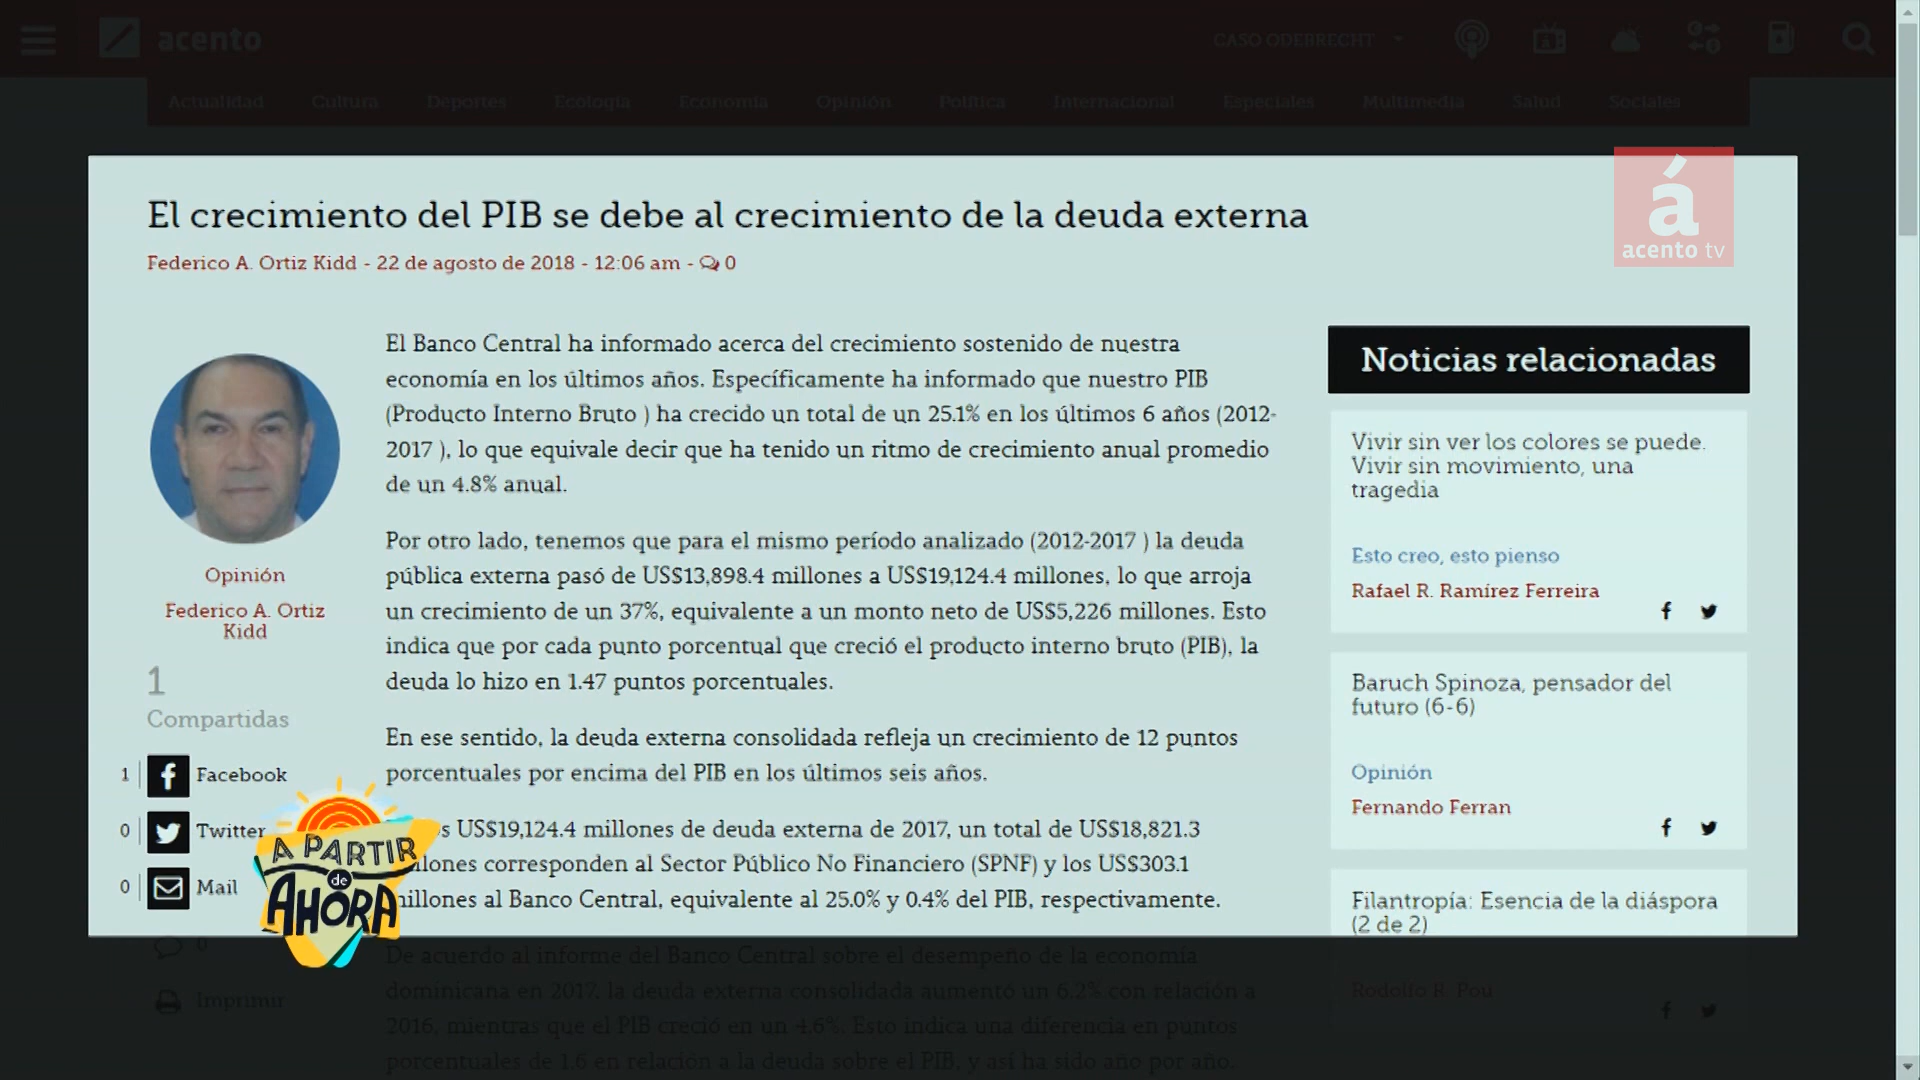 acento
CASO ODEBRECHT
Actualidad Cultura Deportes Ecología Economía Opinión Política Internacional Especiales Multimedia Salud Sociales
á
acento tv
El crecimiento del PIB se debe al crecimiento de la deuda externa
Federico A. Ortiz Kidd - 22 de agosto de 2018 - 12:06 am - 0
Opinión
Federico A. Ortiz
Kidd
1
Compartidas
1 Facebook
0 Twitter
0 Mail
0
Imprimir
A PARTIR
de
AHORA
El Banco Central ha informado acerca del crecimiento sostenido de nuestra
economía en los últimos años. Específicamente ha informado que nuestro PIB
(Producto Interno Bruto ) ha crecido un total de un 25.1% en los últimos 6 años (2012-
2017 ), lo que equivale decir que ha tenido un ritmo de crecimiento anual promedio
de un 4.8% anual.
Por otro lado, tenemos que para el mismo período analizado (2012-2017 ) la deuda
pública externa pasó de US$13,898.4 millones a US$19,124.4 millones, lo que arroja
un crecimiento de un 37%, equivalente a un monto neto de US$5,226 millones. Esto
indica que por cada punto porcentual que creció el producto interno bruto (PIB), la
deuda lo hizo en 1.47 puntos porcentuales.
En ese sentido, la deuda externa consolidada refleja un crecimiento de 12 puntos
porcentuales por encima del PIB en los últimos seis años.
US$19,124.4 millones de deuda externa de 2017, un total de US$18,821.3
corresponden al Sector Público No Financiero (SPNF) y los US$303.1
millones al Banco Central, equivalente al 25.0% y 0.4% del PIB, respectivamente.
De acuerdo al informe del Banco Central sobre el desempeño de la economía
dominicana en 2017, la deuda externa consolidada aumentó un 6.2% con relación a
2016, mientras que el PIB creció en un 4.6%. Esto indica una diferencia en puntos
porcentuales de 1.6 en relación a la deuda sobre el PIB, y así ha sido año por año.
Noticias relacionadas
Vivir sin ver los colores se puede.
Vivir sin movimiento, una
tragedia
Esto creo, esto pienso
Rafael R. Ramírez Ferreira
Baruch Spinoza, pensador del
futuro (6-6)
Opinión
Fernando Ferran
Filantropía: Esencia de la diáspora
(2 de 2)
Rodolfo R. Pou